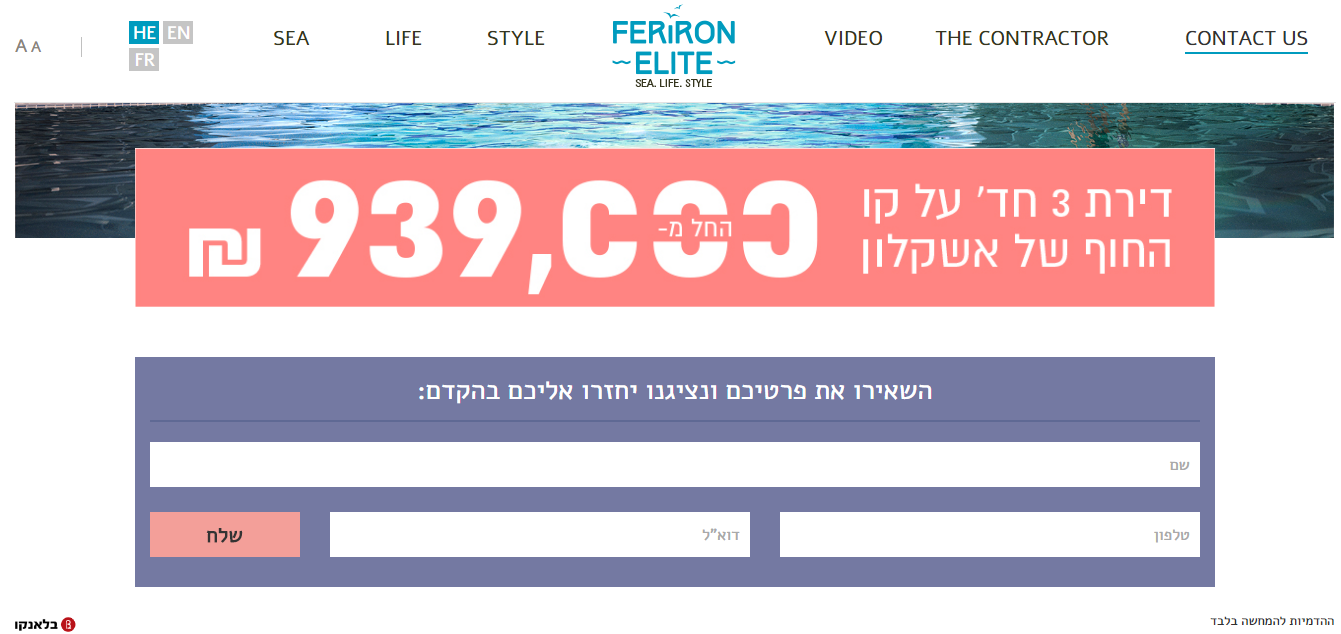 A A
HE EN
FR
SEA
LIFE
STYLE
FERiRON
~ELITE~
SEA. LIFE. STYLE
VIDEO
THE CONTRACTOR
CONTACT US
דירת 3 חד' על קו
החוף של אשקלון
החל מ-
939,000 ₪
השאירו את פרטיכם ונציגנו יחזרו אליכם בהקדם:
שם
טלפון
דוא"ל
שלח
ההדמיות להמחשה בלבד
בלאנקו